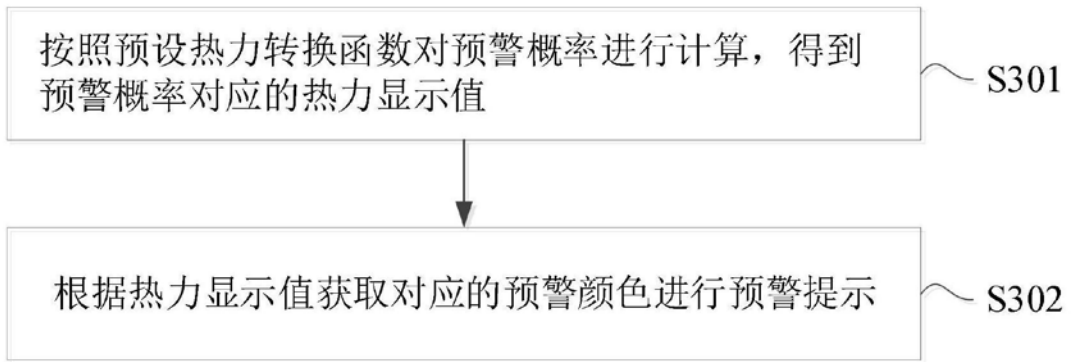 按照预设热力转换函数对预警概率进行计算，得到
预警概率对应的热力显示值
S301
根据热力显示值获取对应的预警颜色进行预警提示
S302